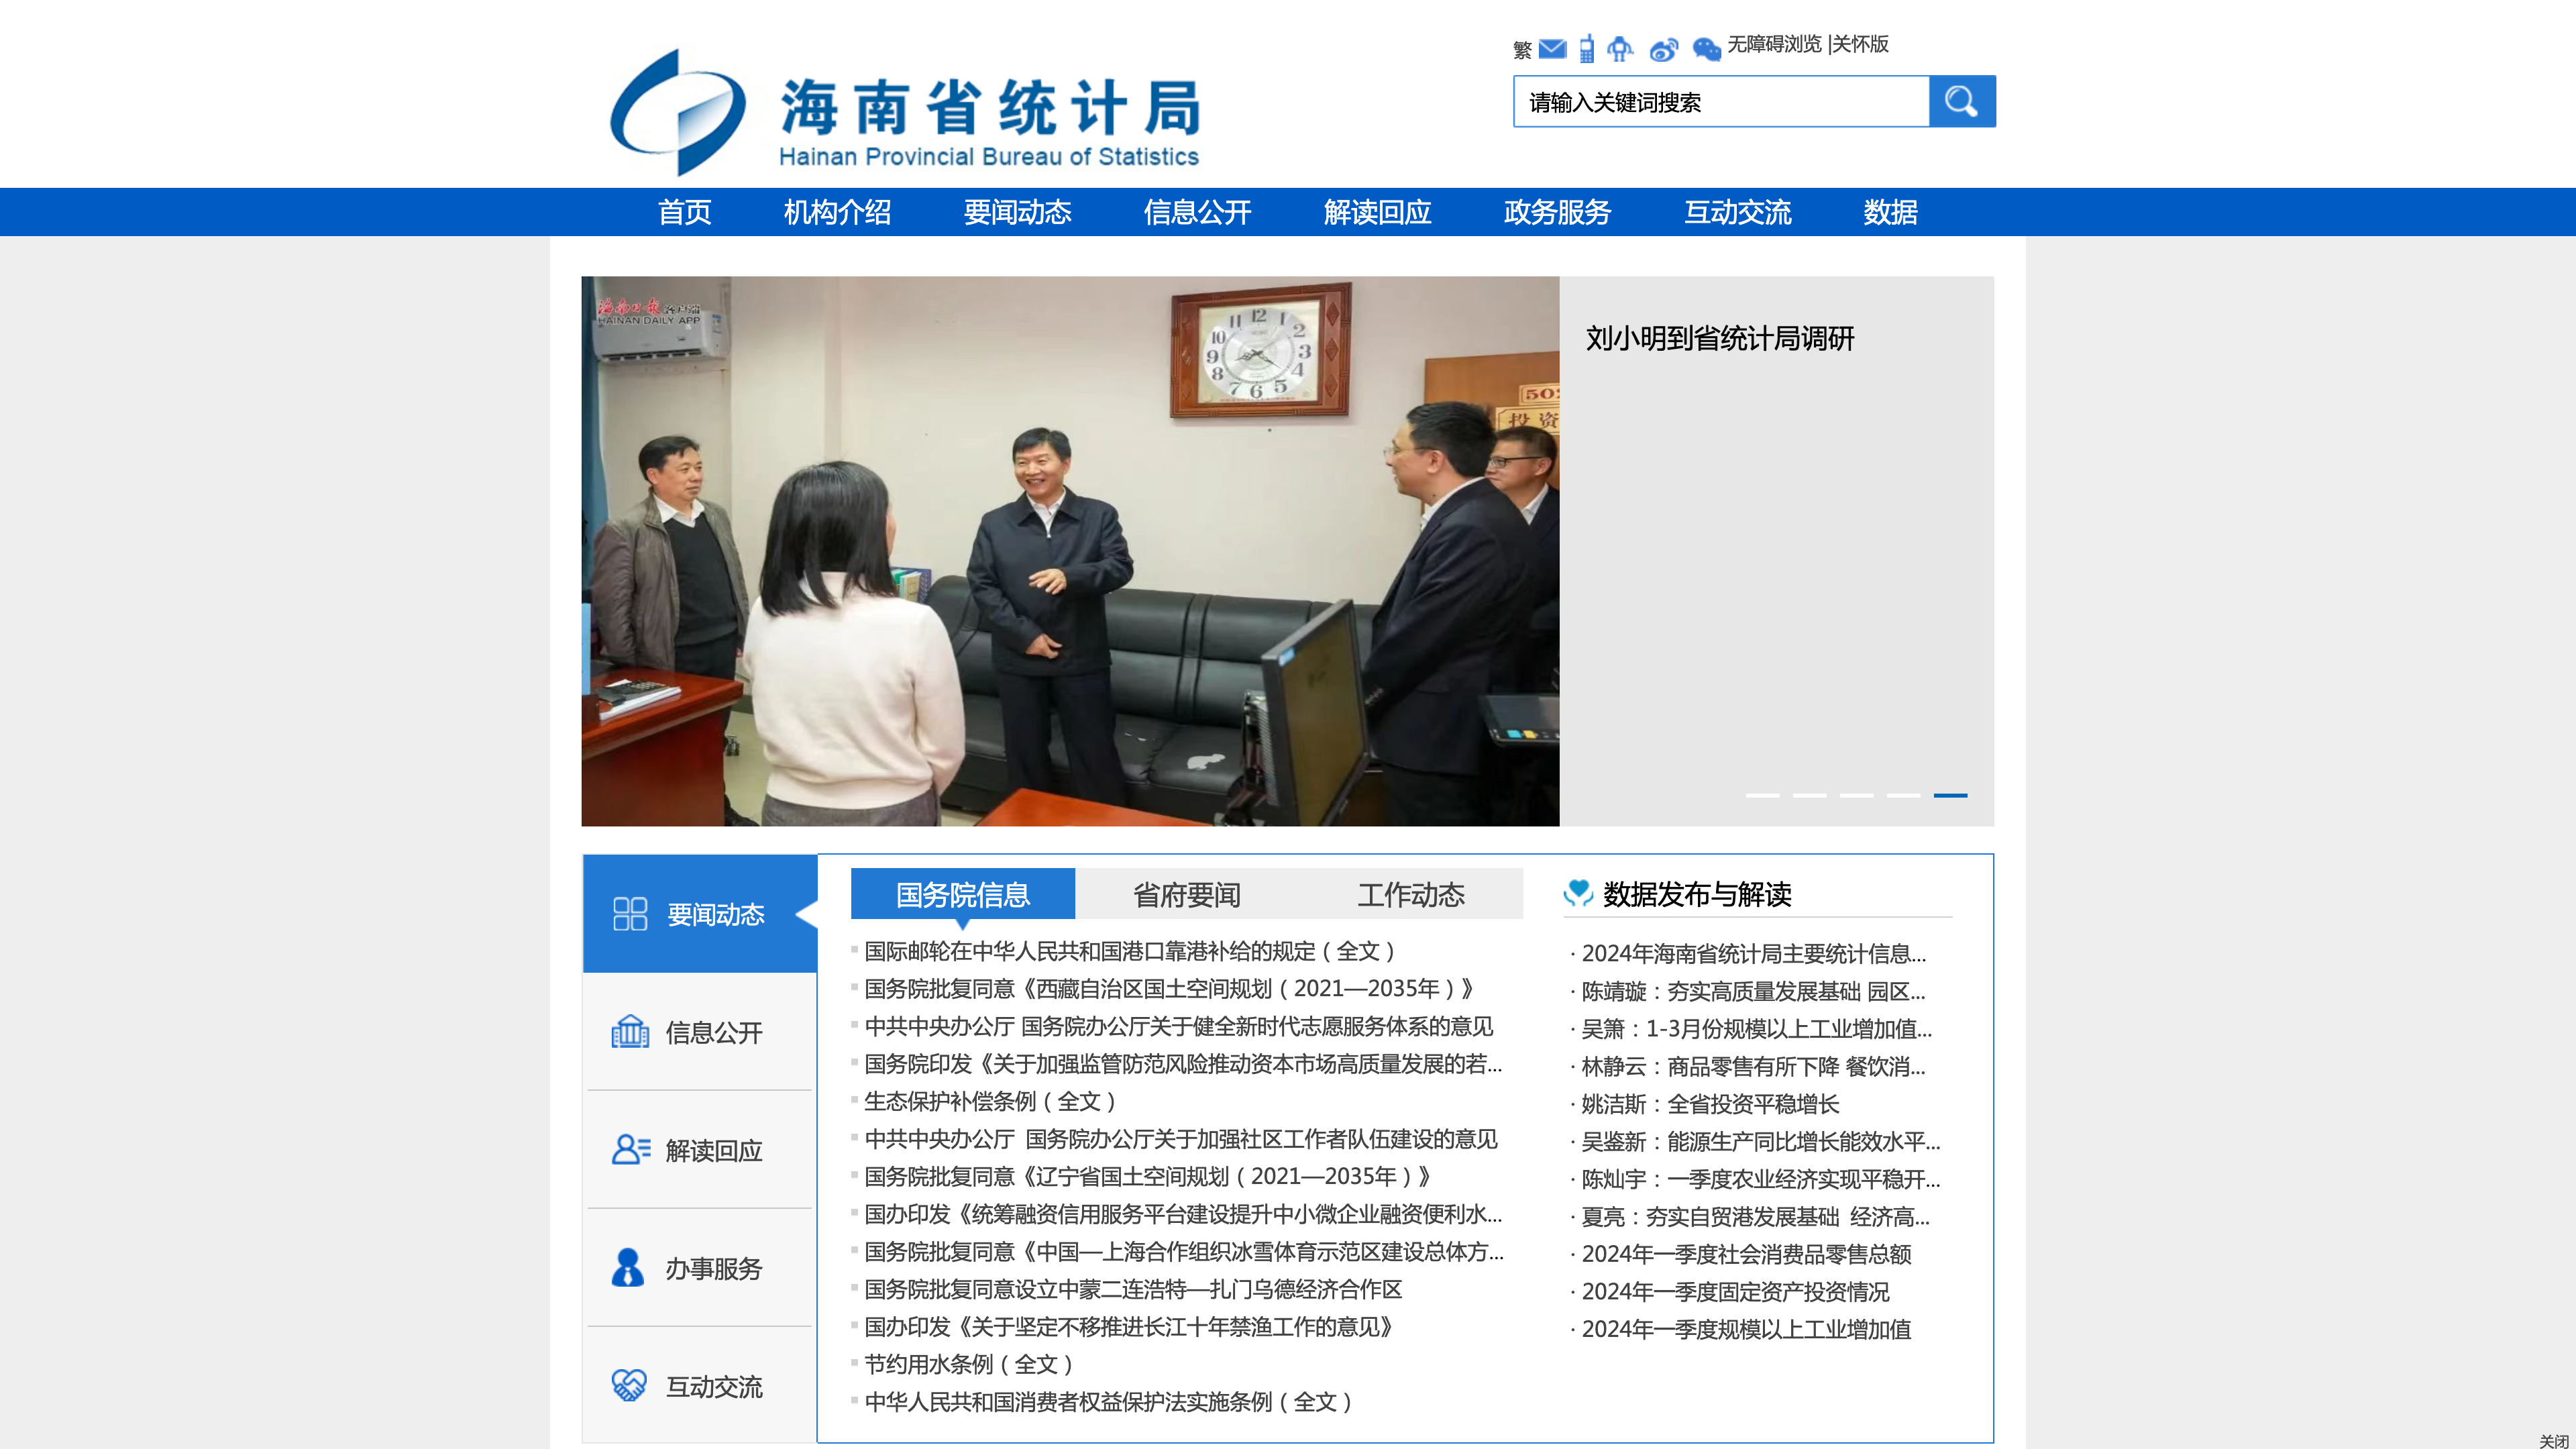 繁 无障碍浏览 |关怀版
海南省统计局
Hainan Provincial Bureau of Statistics
请输入关键词搜索
首页 机构介绍 要闻动态 信息公开 解读回应 政务服务 互动交流 数据
海南日报 客户端
HAINAN DAILY APP
12 1 2 3 4 5 6 7 8 9 10 11
502
投资
刘小明到省统计局调研
要闻动态
信息公开
解读回应
办事服务
互动交流
国务院信息 省府要闻 工作动态
国际邮轮在中华人民共和国港口靠港补给的规定（全文）
国务院批复同意《西藏自治区国土空间规划（2021—2035年）》
中共中央办公厅 国务院办公厅关于健全新时代志愿服务体系的意见
国务院印发《关于加强监管防范风险推动资本市场高质量发展的若...
生态保护补偿条例（全文）
中共中央办公厅 国务院办公厅关于加强社区工作者队伍建设的意见
国务院批复同意《辽宁省国土空间规划（2021—2035年）》
国办印发《统筹融资信用服务平台建设提升中小微企业融资便利水...
国务院批复同意《中国—上海合作组织冰雪体育示范区建设总体方...
国务院批复同意设立中蒙二连浩特—扎门乌德经济合作区
国办印发《关于坚定不移推进长江十年禁渔工作的意见》
节约用水条例（全文）
中华人民共和国消费者权益保护法实施条例（全文）
数据发布与解读
· 2024年海南省统计局主要统计信息...
· 陈靖璇：夯实高质量发展基础 园区...
· 吴箫：1-3月份规模以上工业增加值...
· 林静云：商品零售有所下降 餐饮消...
· 姚洁斯：全省投资平稳增长
· 吴鉴新：能源生产同比增长能效水平...
· 陈灿宇：一季度农业经济实现平稳开...
· 夏亮：夯实自贸港发展基础 经济高...
· 2024年一季度社会消费品零售总额
· 2024年一季度固定资产投资情况
· 2024年一季度规模以上工业增加值
关闭